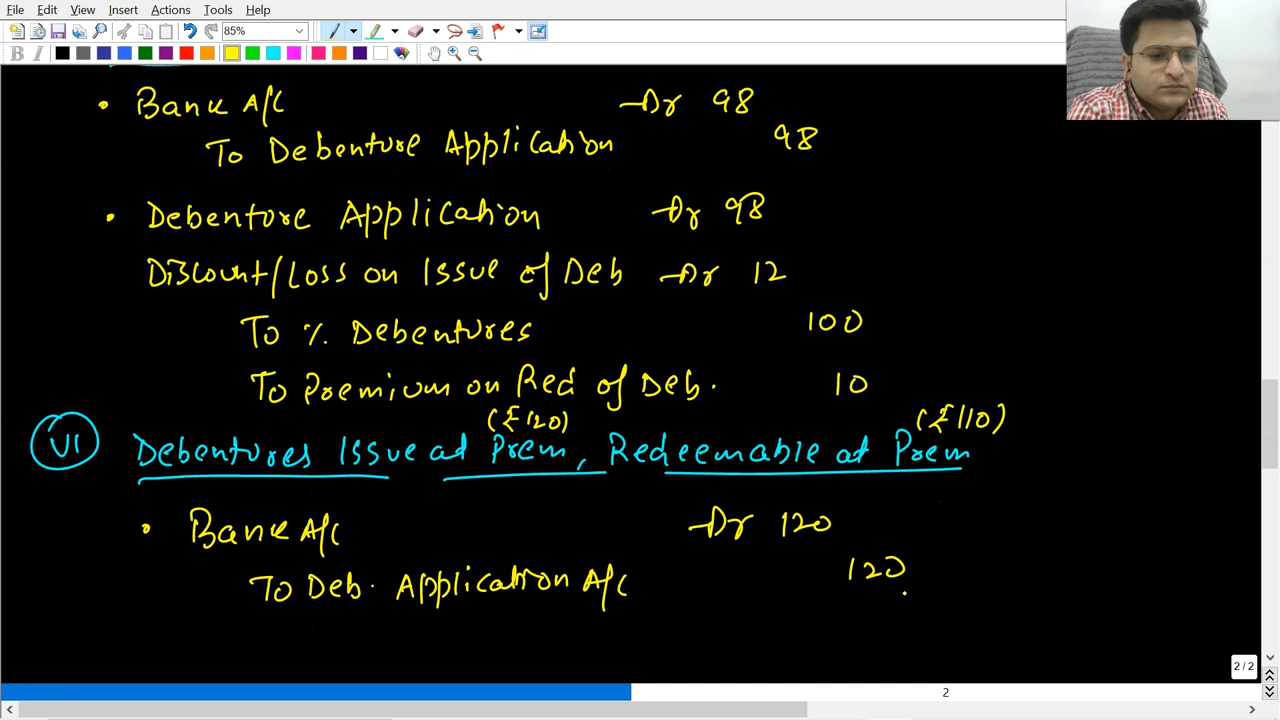 File Edit View Insert Actions Tools Help
85%
B I U
• Bank A/C Dr 98
To Debenture Application 98
• Debenture Application Dr 98
Discount/Loss on Issue of Deb Dr 12
To % Debentures 100
To Premium on Red of Deb. 10
(₹120) (₹110)
VI Debentures Issue at Prem, Redeemable at Prem
• Bank A/C Dr 120
To Deb. Application A/C 120
2 / 2
2